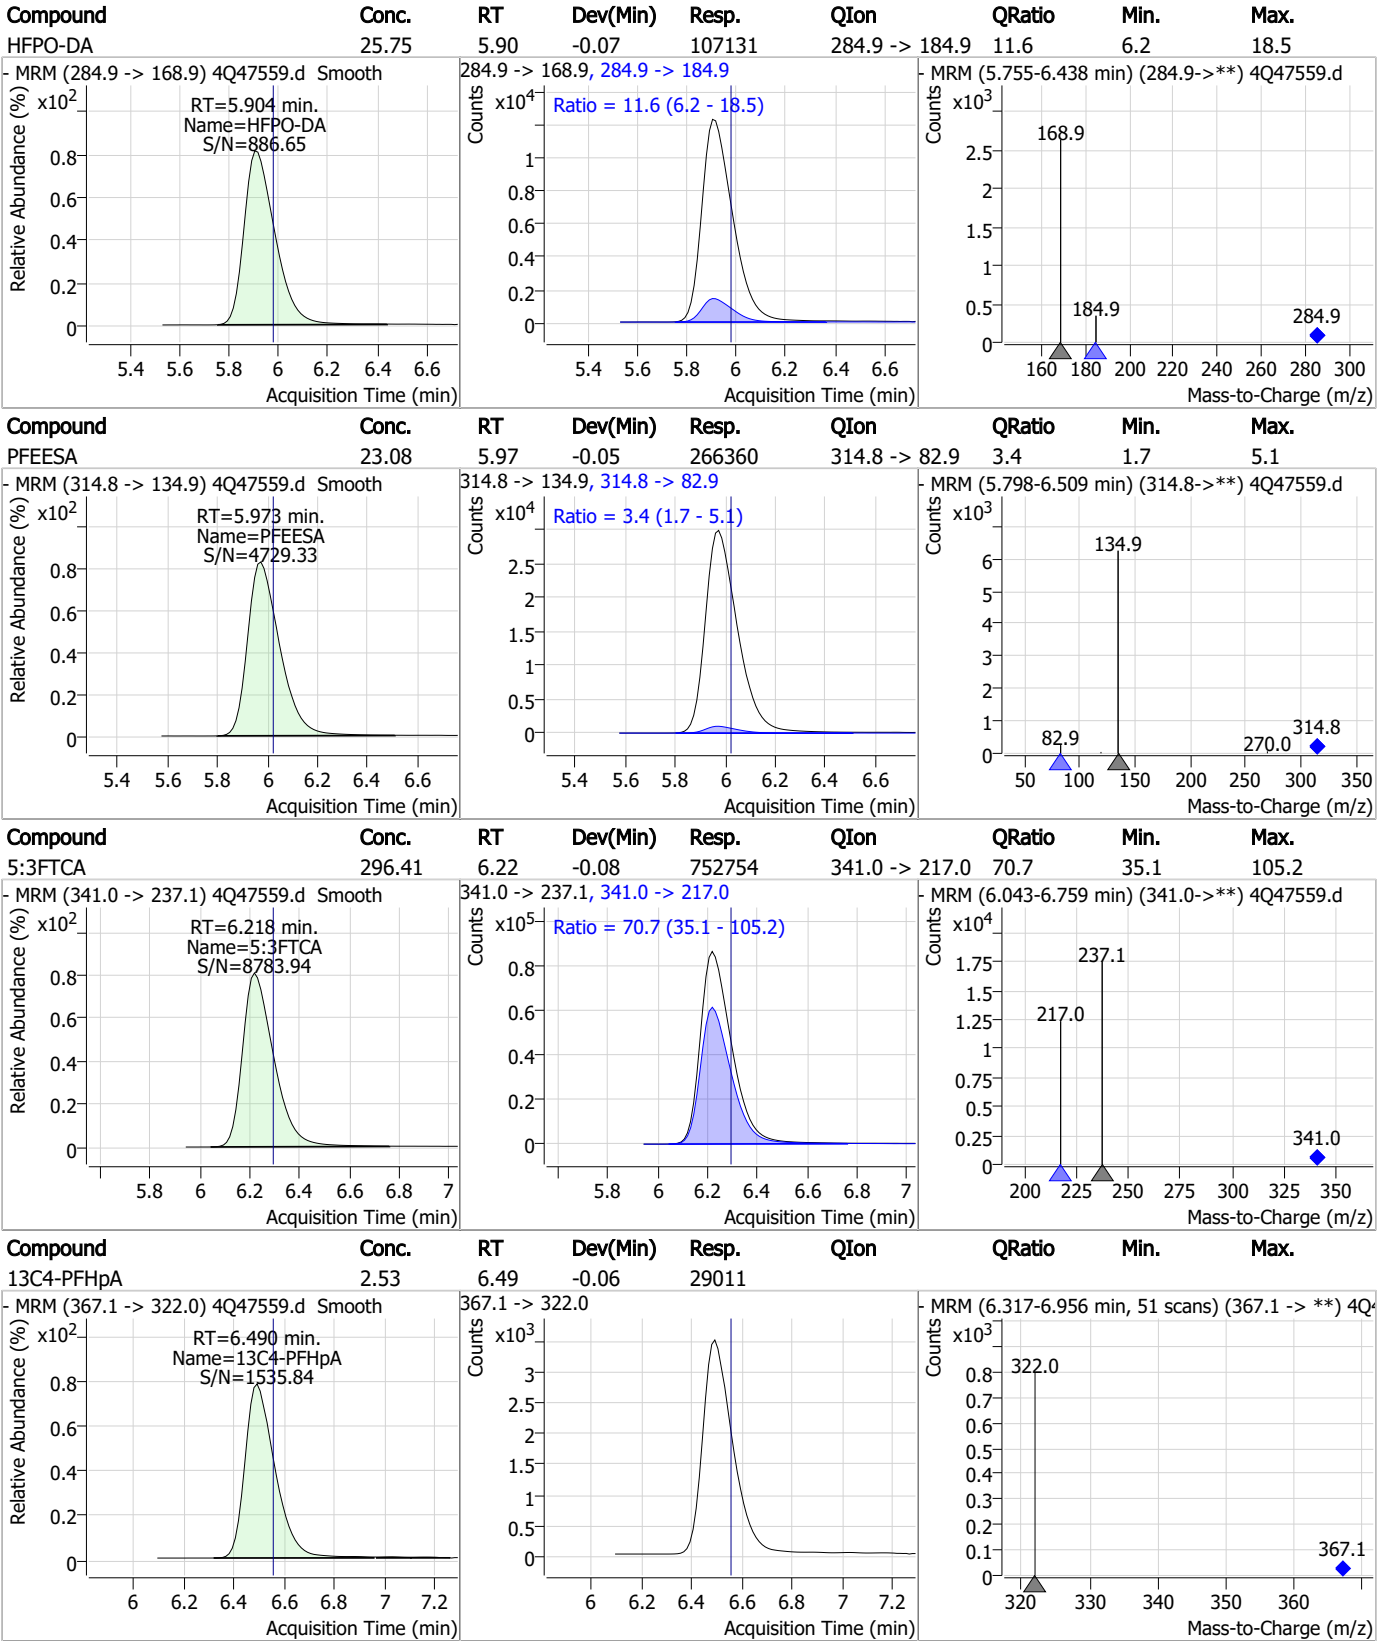 Compound Conc. RT Dev(Min) Resp. QIon QRatio Min. Max.
HFPO-DA 25.75 5.90 -0.07 107131 284.9 -> 184.9 11.6 6.2 18.5
- MRM (284.9 -> 168.9) 4Q47559.d Smooth
x10²
RT=5.904 min.
Name=HFPO-DA
S/N=886.65
Relative Abundance (%)
0.8
0.6
0.4
0.2
0
5.4 5.6 5.8 6 6.2 6.4 6.6
Acquisition Time (min)
284.9 -> 168.9, 284.9 -> 184.9
x10⁴
Ratio = 11.6 (6.2 - 18.5)
Counts
1
0.8
0.6
0.4
0.2
0
5.4 5.6 5.8 6 6.2 6.4 6.6
Acquisition Time (min)
- MRM (5.755-6.438 min) (284.9->**) 4Q47559.d
x10³
Counts
168.9
2.5
2
1.5
1
0.5
0
184.9
284.9
160 180 200 220 240 260 280 300
Mass-to-Charge (m/z)
Compound Conc. RT Dev(Min) Resp. QIon QRatio Min. Max.
PFEESA 23.08 5.97 -0.05 266360 314.8 -> 82.9 3.4 1.7 5.1
- MRM (314.8 -> 134.9) 4Q47559.d Smooth
x10²
RT=5.973 min.
Name=PFEESA
S/N=4729.33
Relative Abundance (%)
0.8
0.6
0.4
0.2
0
5.4 5.6 5.8 6 6.2 6.4 6.6
Acquisition Time (min)
314.8 -> 134.9, 314.8 -> 82.9
x10⁴
Ratio = 3.4 (1.7 - 5.1)
Counts
2.5
2
1.5
1
0.5
0
5.4 5.6 5.8 6 6.2 6.4 6.6
Acquisition Time (min)
- MRM (5.798-6.509 min) (314.8->**) 4Q47559.d
x10³
Counts
134.9
6
5
4
3
2
1
0
82.9
270.0
314.8
50 100 150 200 250 300 350
Mass-to-Charge (m/z)
Compound Conc. RT Dev(Min) Resp. QIon QRatio Min. Max.
5:3FTCA 296.41 6.22 -0.08 752754 341.0 -> 217.0 70.7 35.1 105.2
- MRM (341.0 -> 237.1) 4Q47559.d Smooth
x10²
RT=6.218 min.
Name=5:3FTCA
S/N=8783.94
Relative Abundance (%)
0.8
0.6
0.4
0.2
0
5.8 6 6.2 6.4 6.6 6.8 7
Acquisition Time (min)
341.0 -> 237.1, 341.0 -> 217.0
x10⁵
Ratio = 70.7 (35.1 - 105.2)
Counts
0.8
0.6
0.4
0.2
0
5.8 6 6.2 6.4 6.6 6.8 7
Acquisition Time (min)
- MRM (6.043-6.759 min) (341.0->**) 4Q47559.d
x10⁴
Counts
237.1
1.75
1.5
217.0
1.25
1
0.75
0.5
0.25
0
341.0
200 225 250 275 300 325 350
Mass-to-Charge (m/z)
Compound Conc. RT Dev(Min) Resp. QIon QRatio Min. Max.
13C4-PFHpA 2.53 6.49 -0.06 29011
- MRM (367.1 -> 322.0) 4Q47559.d Smooth
x10²
RT=6.490 min.
Name=13C4-PFHpA
S/N=1535.84
Relative Abundance (%)
0.8
0.6
0.4
0.2
0
6 6.2 6.4 6.6 6.8 7 7.2
Acquisition Time (min)
367.1 -> 322.0
x10³
Counts
3
2.5
2
1.5
1
0.5
0
6 6.2 6.4 6.6 6.8 7 7.2
Acquisition Time (min)
- MRM (6.317-6.956 min, 51 scans) (367.1 -> **) 4Q4
x10³
Counts
322.0
0.8
0.7
0.6
0.5
0.4
0.3
0.2
0.1
0
367.1
320 330 340 350 360
Mass-to-Charge (m/z)